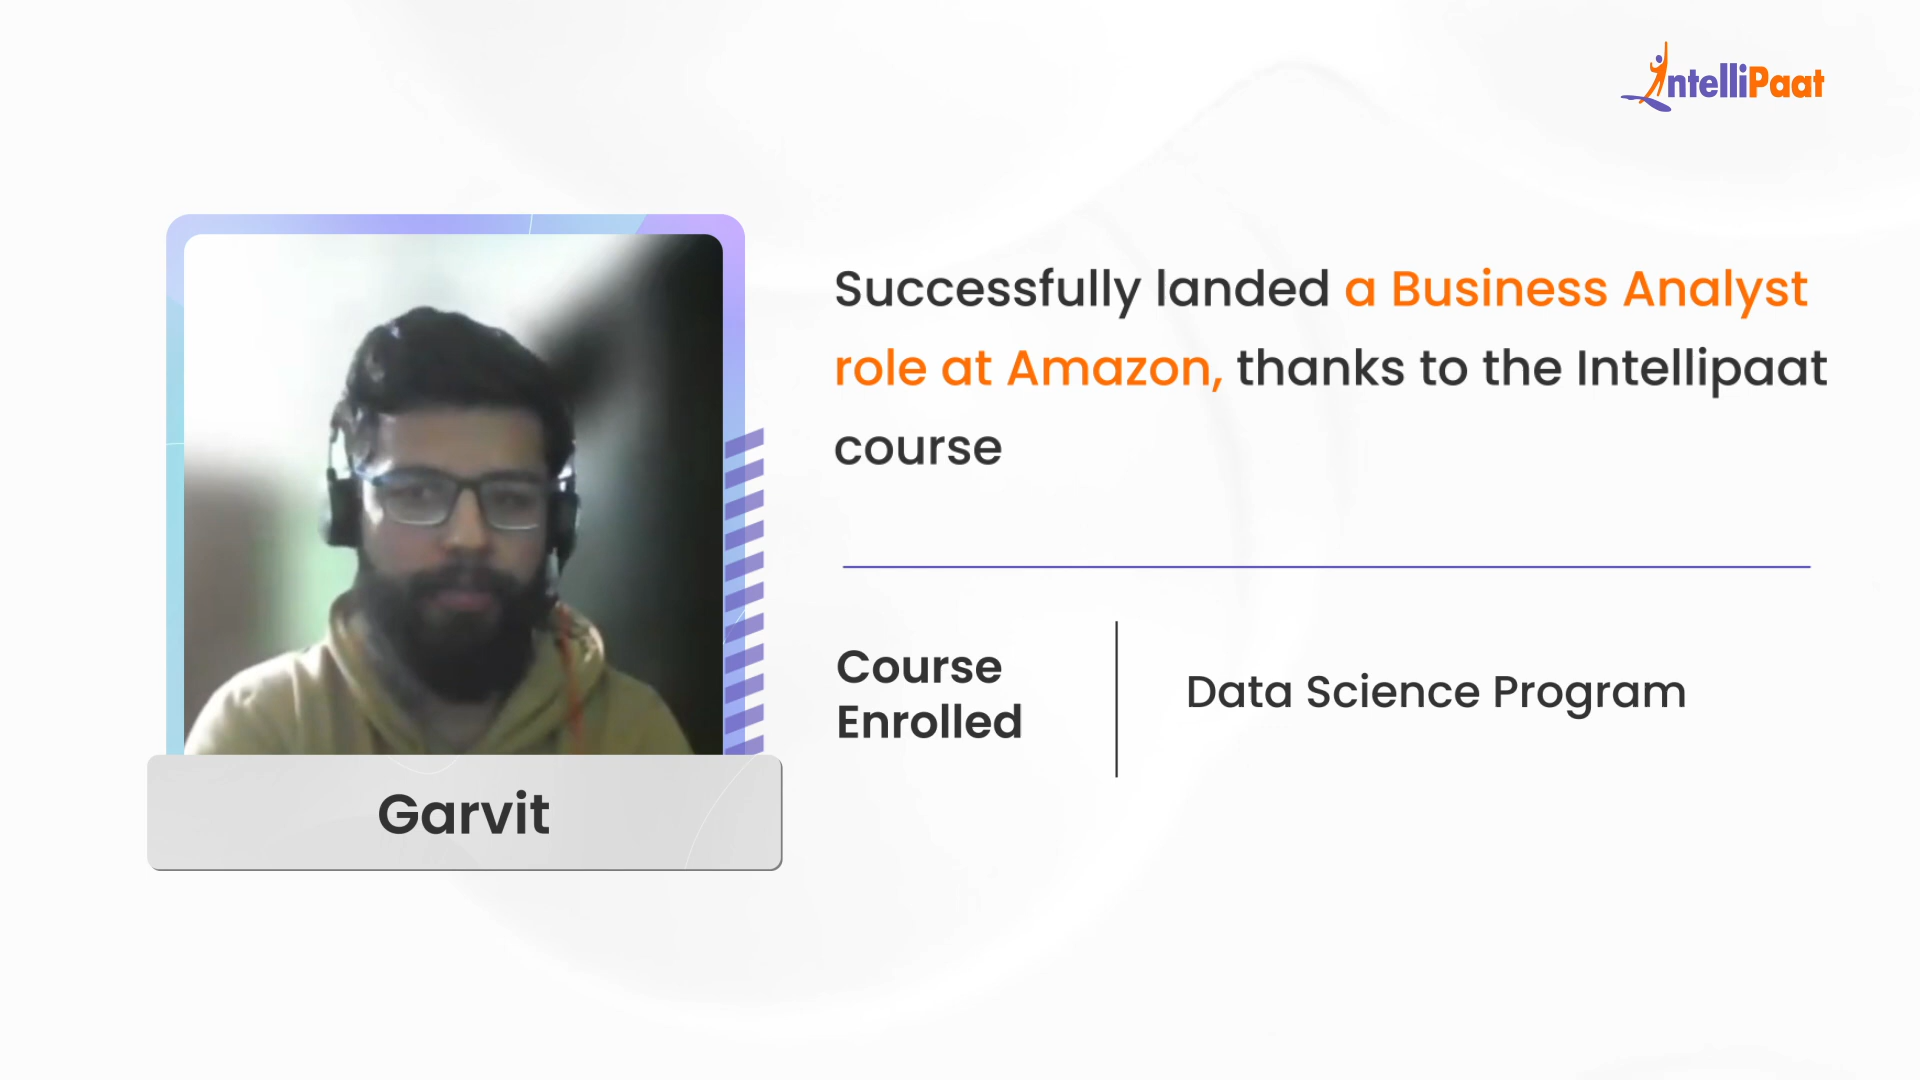 IntelliPaat
Successfully landed a Business Analyst
role at Amazon, thanks to the Intellipaat
course
Course
Enrolled
Data Science Program
Garvit